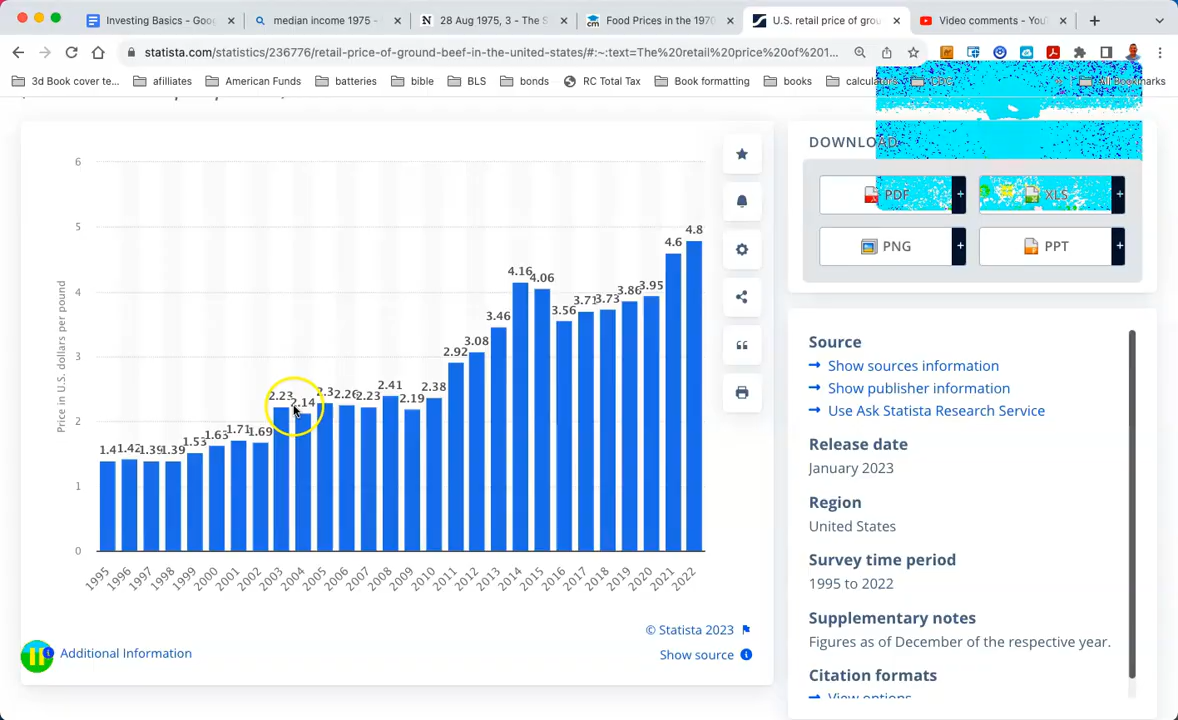 Investing Basics - Goo
median income 1975 -
28 Aug 1975, 3 - The S
Food Prices in the 1970
U.S. retail price of grou
Video comments - You
statista.com/statistics/236776/retail-price-of-ground-beef-in-the-united-states/#:~:text=The%20retail%20price%20of%201...
3d Book cover te...
afiliates
American Funds
batteries
bible
BLS
bonds
RC Total Tax
Book formatting
books
calculators
All Bookmarks
DOWNLOAD
PDF +
XLS +
PNG +
PPT +
Price in U.S. dollars per pound
6
5
4
3
2
1
0
1.4 1.42 1.39 1.39 1.53 1.63 1.71 1.69 2.23 2.14 2.3 2.26 2.23 2.41 2.19 2.38 2.92 3.08 3.46 4.16 4.06 3.56 3.71 3.73 3.86 3.95 4.6 4.8
1995 1996 1997 1998 1999 2000 2001 2002 2003 2004 2005 2006 2007 2008 2009 2010 2011 2012 2013 2014 2015 2016 2017 2018 2019 2020 2021 2022
© Statista 2023
Additional Information
Show source
Source
Show sources information
Show publisher information
Use Ask Statista Research Service
Release date
January 2023
Region
United States
Survey time period
1995 to 2022
Supplementary notes
Figures as of December of the respective year.
Citation formats
View options